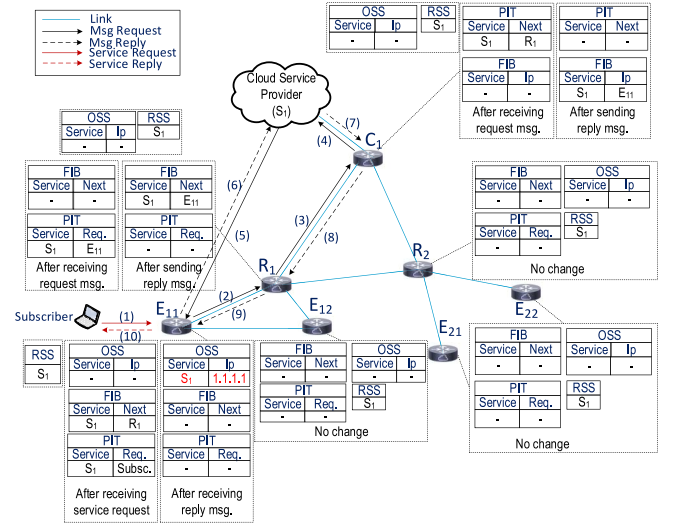 Link
Msg Request
Msg Reply
Service Request
Service Reply
OSS
Service Ip
- -
RSS
S1
PIT
Service Next
S1 R1
FIB
Service Ip
- -
After receiving
request msg.
PIT
Service Next
- -
FIB
Service Ip
S1 E11
After sending
reply msg.
Cloud Service
Provider
(S1)
(7)
(4)
C1
OSS
Service Ip
- -
RSS
S1
FIB
Service Next
- -
PIT
Service Req.
S1 E11
After receiving
request msg.
FIB
Service Next
S1 E11
PIT
Service Req.
- -
After sending
reply msg.
(6)
(5)
(3)
(8)
FIB
Service Next
- -
OSS
Service Ip
- -
PIT
Service Req.
- -
RSS
S1
No change
R1
R2
(2)
(9)
E11
E12
E21
E22
Subscriber
(1)
(10)
RSS
S1
OSS
Service Ip
- -
FIB
Service Next
S1 R1
PIT
Service Req.
S1 Subsc.
After receiving
service request
OSS
Service Ip
S1 1.1.1.1
FIB
Service Next
- -
PIT
Service Req.
- -
After receiving
reply msg.
FIB
Service Next
- -
OSS
Service Ip
- -
PIT
Service Req.
- -
RSS
S1
No change
FIB
Service Next
- -
OSS
Service Ip
- -
PIT
Service Req.
- -
RSS
S1
No change